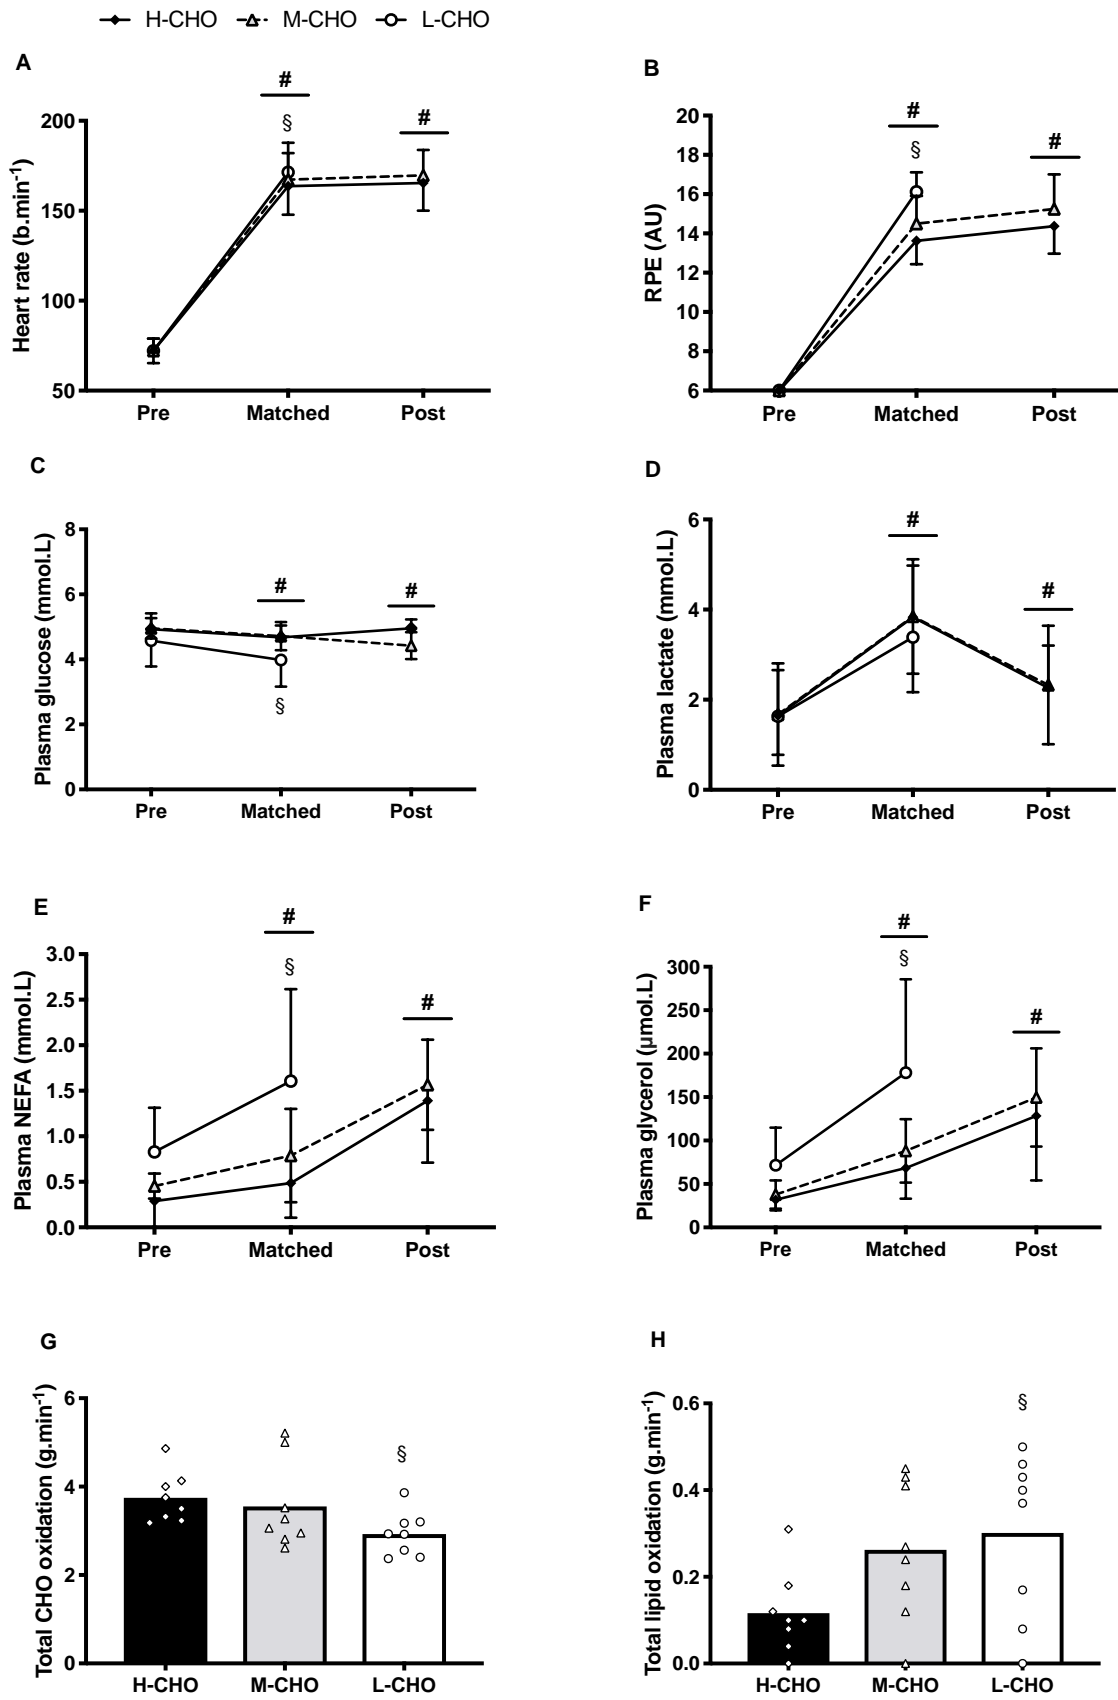 H-CHO M-CHO L-CHO
A
#
§
#
200
150
100
50
Heart rate (b.min-1)
Pre Matched Post
B
#
§
#
20
18
16
14
12
10
8
6
RPE (AU)
Pre Matched Post
C
#
#
§
8
6
4
2
0
Plasma glucose (mmol.L)
Pre Matched Post
D
#
#
6
4
2
0
Plasma lactate (mmol.L)
Pre Matched Post
E
#
§
#
3.0
2.5
2.0
1.5
1.0
0.5
0.0
Plasma NEFA (mmol.L)
Pre Matched Post
F
#
§
#
300
250
200
150
100
50
0
Plasma glycerol (µmol.L)
Pre Matched Post
G
§
6
4
2
0
Total CHO oxidation (g.min-1)
H-CHO M-CHO L-CHO
H
§
0.6
0.4
0.2
0.0
Total lipid oxidation (g.min-1)
H-CHO M-CHO L-CHO